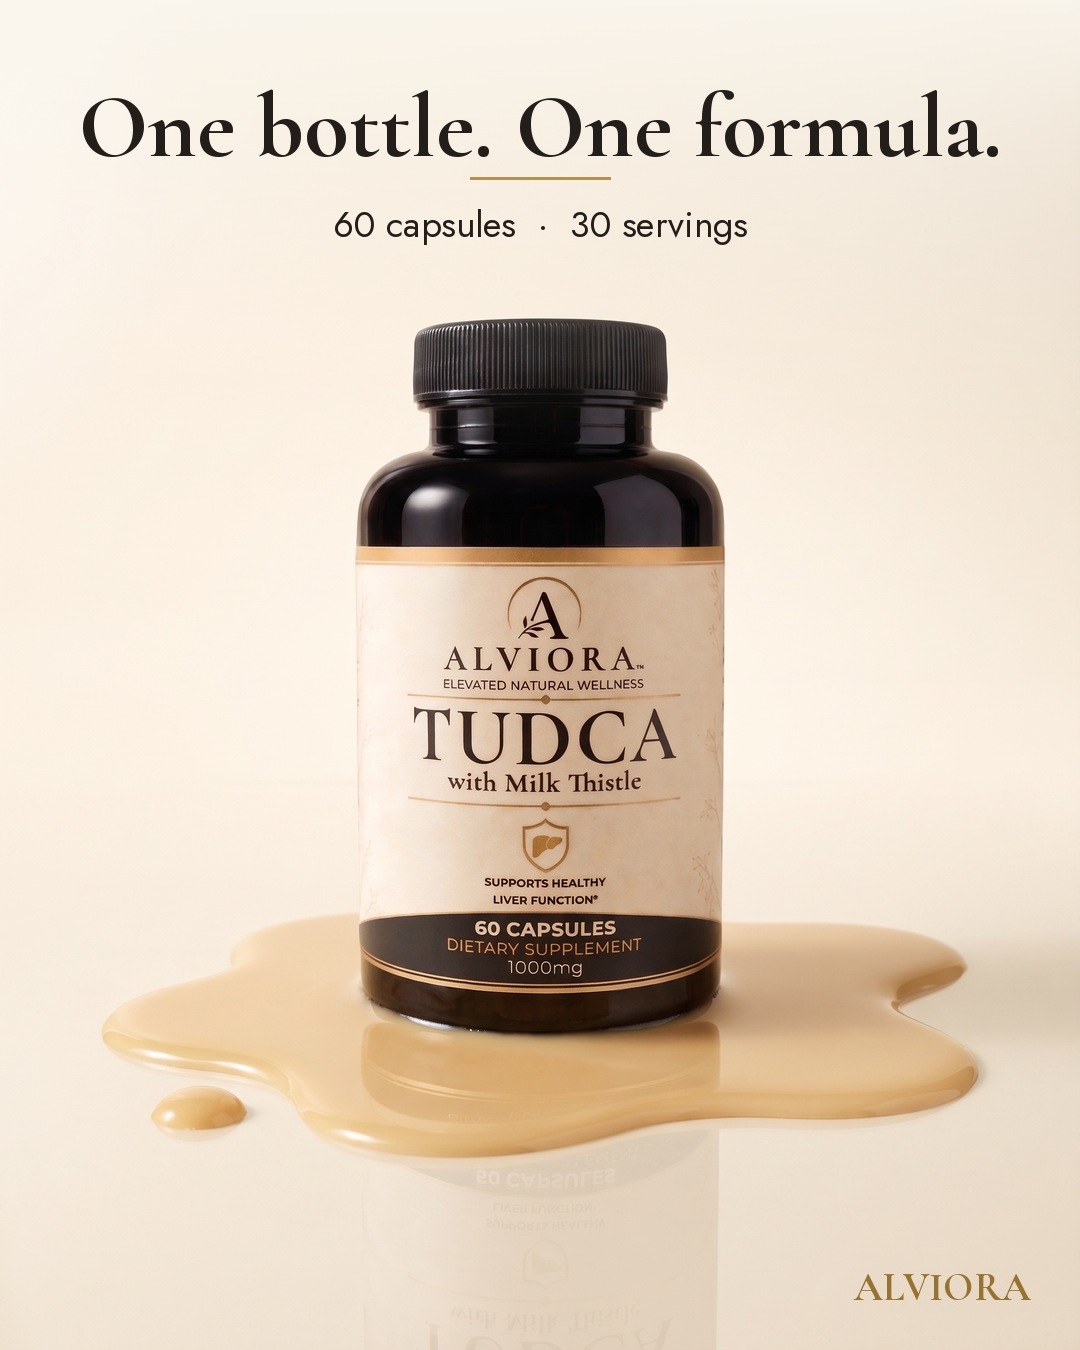 One bottle. One formula.
60 capsules · 30 servings
A
ALVIORA™
ELEVATED NATURAL WELLNESS
TUDCA
with Milk Thistle
SUPPORTS HEALTHY
LIVER FUNCTION*
60 CAPSULES
DIETARY SUPPLEMENT
1000mg
ALVIORA